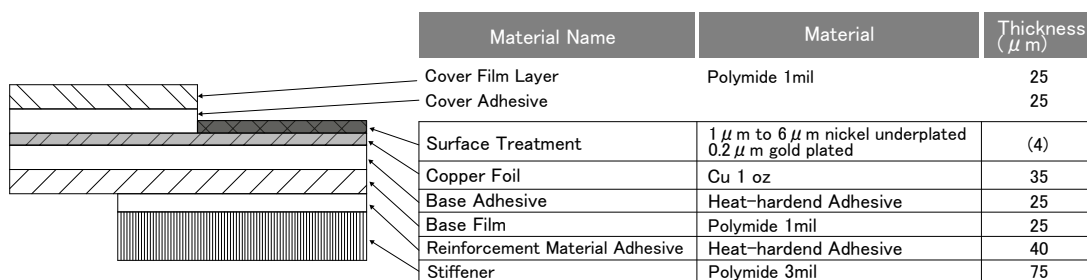 Material Name Material Thickness
(μm)
Cover Film Layer Polymide 1mil 25
Cover Adhesive 25
Surface Treatment 1μm to 6μm nickel underplated
0.2μm gold plated (4)
Copper Foil Cu 1 oz 35
Base Adhesive Heat-hardend Adhesive 25
Base Film Polymide 1mil 25
Reinforcement Material Adhesive Heat-hardend Adhesive 40
Stiffener Polymide 3mil 75